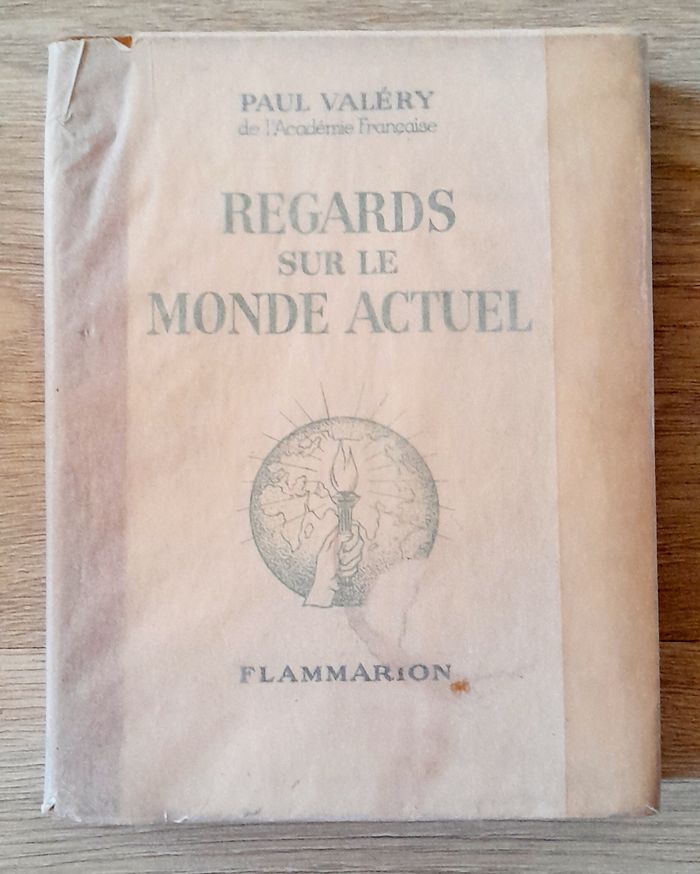 PAUL VALÉRY
de l'Académie Française
REGARDS
SUR LE
MONDE ACTUEL
FLAMMARION